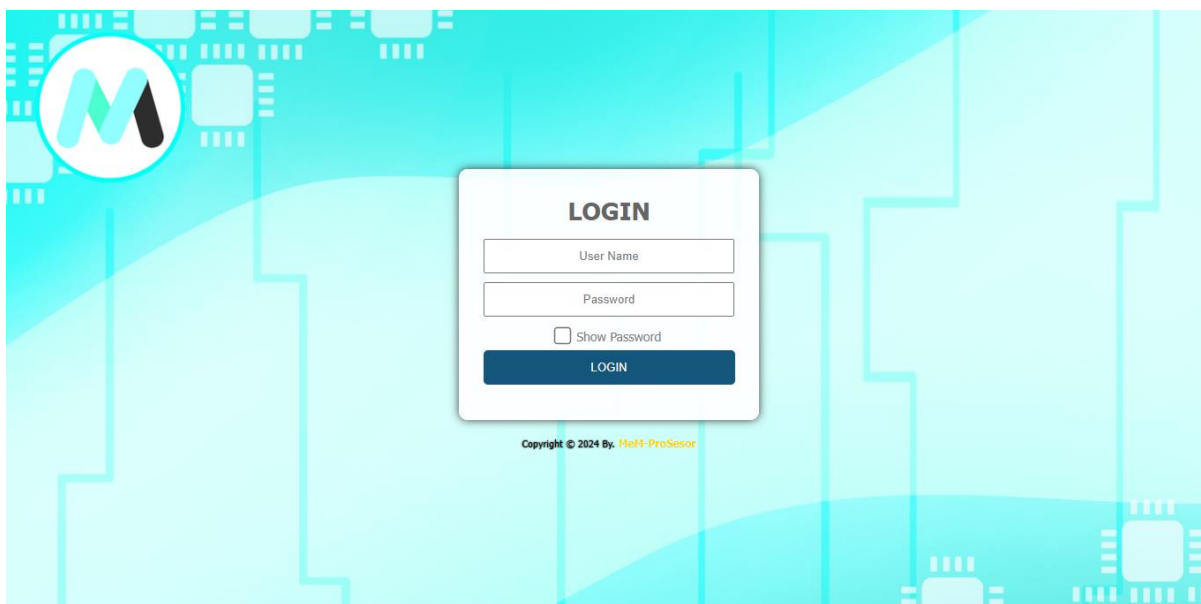 LOGIN
User Name
Password
Show Password
LOGIN
Copyright © 2024 By. MeM-ProSesor